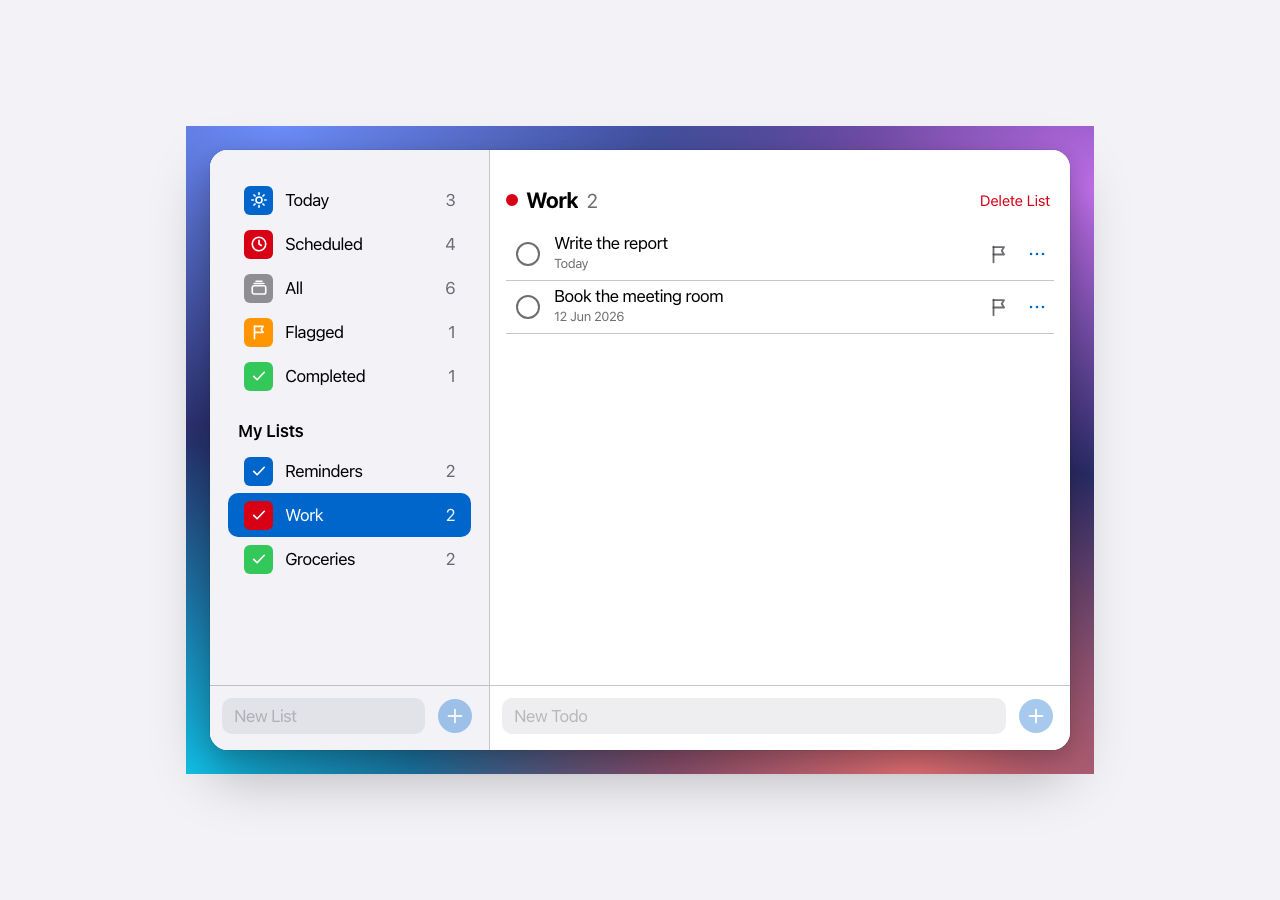 Today 3
Scheduled 4
All 6
Flagged 1
Completed 1
My Lists
Reminders 2
Work 2
Groceries 2
New List
Work 2 Delete List
Write the report
Today
Book the meeting room
12 Jun 2026
New Todo